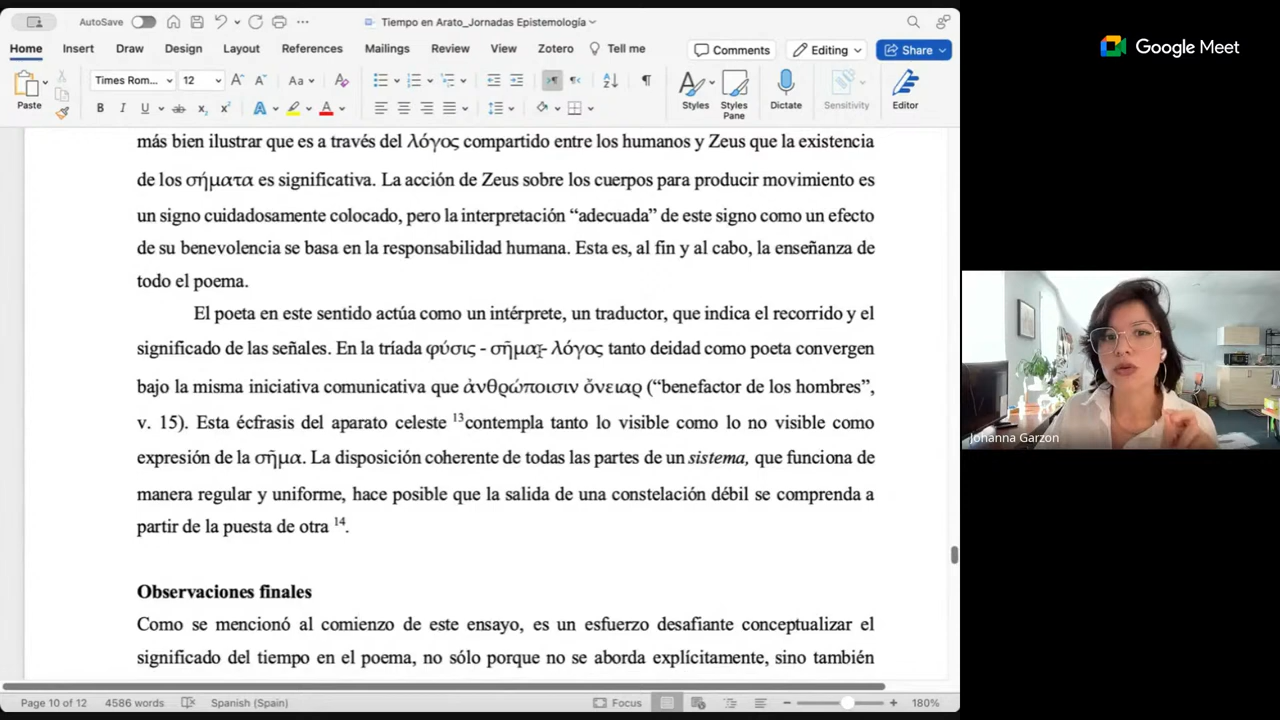 AutoSave
Tiempo en Arato_Jornadas Epistemología
Home Insert Draw Design Layout References Mailings Review View Zotero Tell me Comments Editing Share
Paste Times Rom... 12 Aa Styles Styles Pane Dictate Sensitivity Editor
más bien ilustrar que es a través del λόγος compartido entre los humanos y Zeus que la existencia
de los σήματα es significativa. La acción de Zeus sobre los cuerpos para producir movimiento es
un signo cuidadosamente colocado, pero la interpretación “adecuada” de este signo como un efecto
de su benevolencia se basa en la responsabilidad humana. Esta es, al fin y al cabo, la enseñanza de
todo el poema.
El poeta en este sentido actúa como un intérprete, un traductor, que indica el recorrido y el
significado de las señales. En la tríada φύσις - σῆμα - λόγος tanto deidad como poeta convergen
bajo la misma iniciativa comunicativa que ἀνθρώποισιν ὄνειαρ (“benefactor de los hombres”,
v. 15). Esta écfrasis del aparato celeste 13contempla tanto lo visible como lo no visible como
expresión de la σῆμα. La disposición coherente de todas las partes de un sistema, que funciona de
manera regular y uniforme, hace posible que la salida de una constelación débil se comprenda a
partir de la puesta de otra 14.
Observaciones finales
Como se mencionó al comienzo de este ensayo, es un esfuerzo desafiante conceptualizar el
significado del tiempo en el poema, no sólo porque no se aborda explícitamente, sino también
Page 10 of 12 4586 words Spanish (Spain) Focus 180%
Google Meet
Johanna Garzon